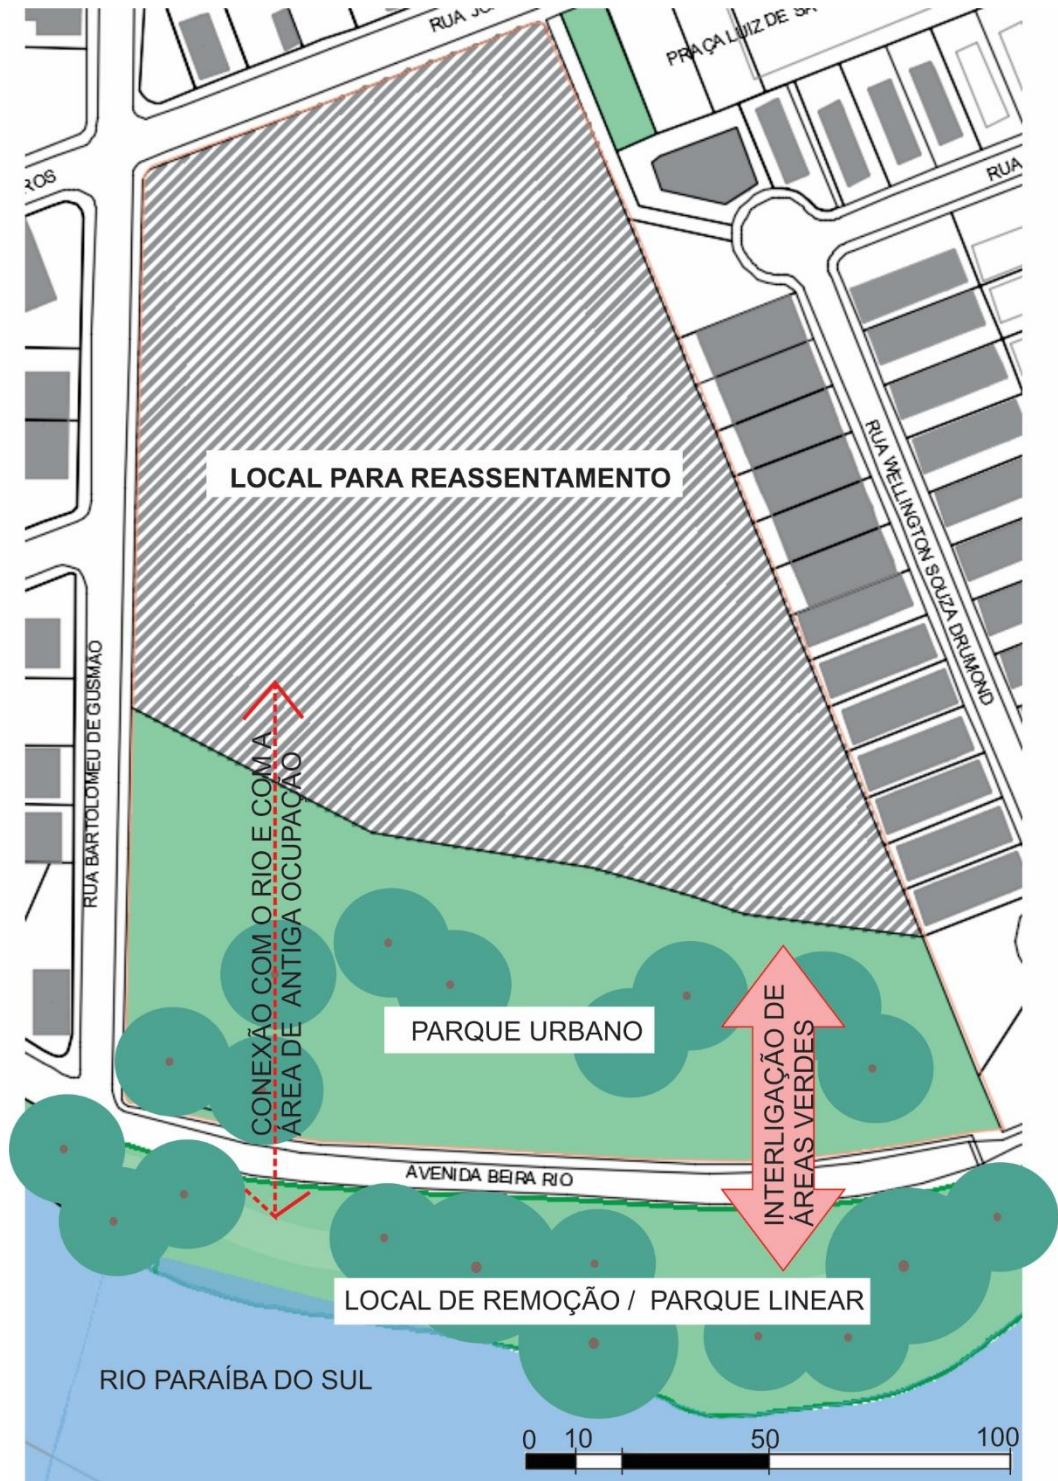 RUA
PRAÇA LUIZ DE
ROS
RUA
LOCAL PARA REASSENTAMENTO
RUA WELLINGTON SOUZA DRUMOND
RUA BARTOLOMEU DE GUSMÃO
CONEXÃO COM O RIO E COM A
ÁREA DE ANTIGA OCUPAÇÃO
PARQUE URBANO
INTERLIGAÇÃO DE
ÁREAS VERDES
AVENIDA BEIRA RIO
LOCAL DE REMOÇÃO / PARQUE LINEAR
RIO PARAÍBA DO SUL
0 10 50 100